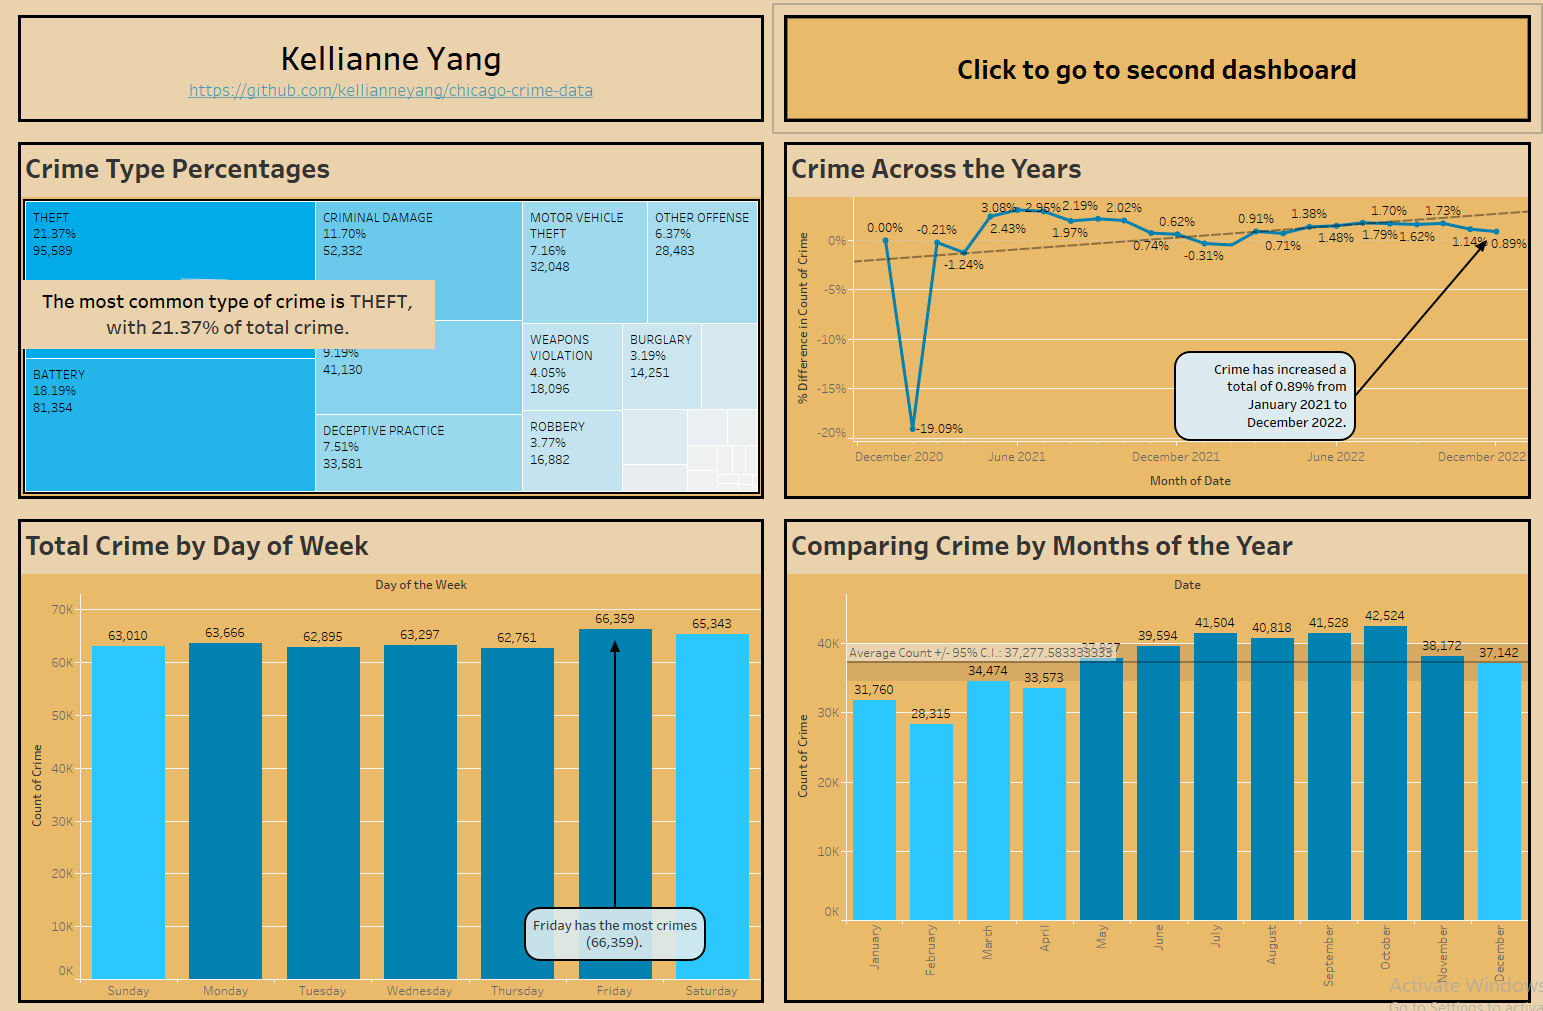 Kellianne Yang
https://github.com/kellianneyang/chicago-crime-data
Click to go to second dashboard
Crime Type Percentages
THEFT
21.37%
95,589
The most common type of crime is THEFT,
with 21.37% of total crime.
BATTERY
18.19%
81,354
CRIMINAL DAMAGE
11.70%
52,332
9.19%
41,130
DECEPTIVE PRACTICE
7.51%
33,581
MOTOR VEHICLE
THEFT
7.16%
32,048
OTHER OFFENSE
6.37%
28,483
WEAPONS
VIOLATION
4.05%
18,096
BURGLARY
3.19%
14,251
ROBBERY
3.77%
16,882
Crime Across the Years
% Difference in Count of Crime
0%
-5%
-10%
-15%
-20%
0.00%
-19.09%
-0.21%
-1.24%
3.08%
2.43%
2.95%
1.97%
2.19%
2.02%
0.74%
0.62%
-0.31%
0.91%
0.71%
1.38%
1.48%
1.70%
1.79%
1.62%
1.73%
1.14%
0.89%
Crime has increased a
total of 0.89% from
January 2021 to
December 2022.
December 2020
June 2021
December 2021
June 2022
December 2022
Month of Date
Total Crime by Day of Week
Day of the Week
Count of Crime
70K
60K
50K
40K
30K
20K
10K
0K
63,010
63,666
62,895
63,297
62,761
66,359
65,343
Friday has the most crimes
(66,359).
Sunday
Monday
Tuesday
Wednesday
Thursday
Friday
Saturday
Comparing Crime by Months of the Year
Date
Count of Crime
40K
30K
20K
10K
0K
Average Count +/- 95% C.I.: 37,277.583333333
31,760
28,315
34,474
33,573
39,594
41,504
40,818
41,528
42,524
38,172
37,142
January
February
March
April
May
June
July
August
September
October
November
December
Activate Windows
Go to Settings to activa